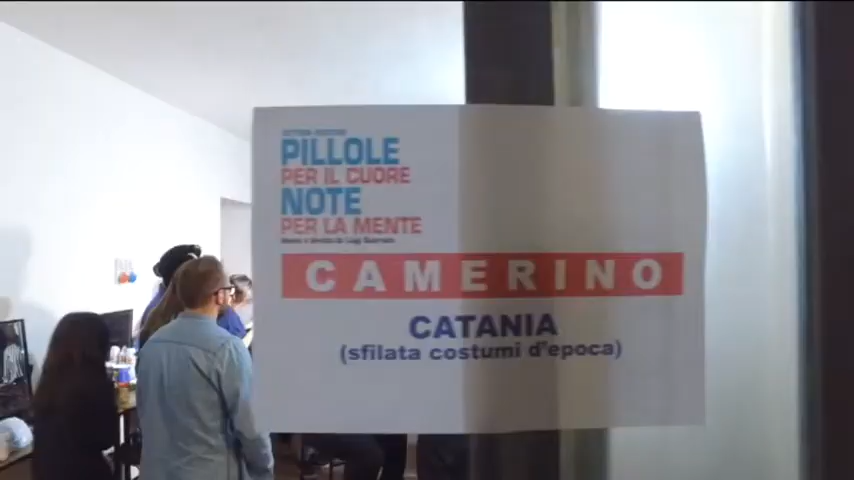 PILLOLE
PER IL CUORE
NOTE
PER LA MENTE
CAMERINO
CATANIA
(sfilata costumi d'epoca)